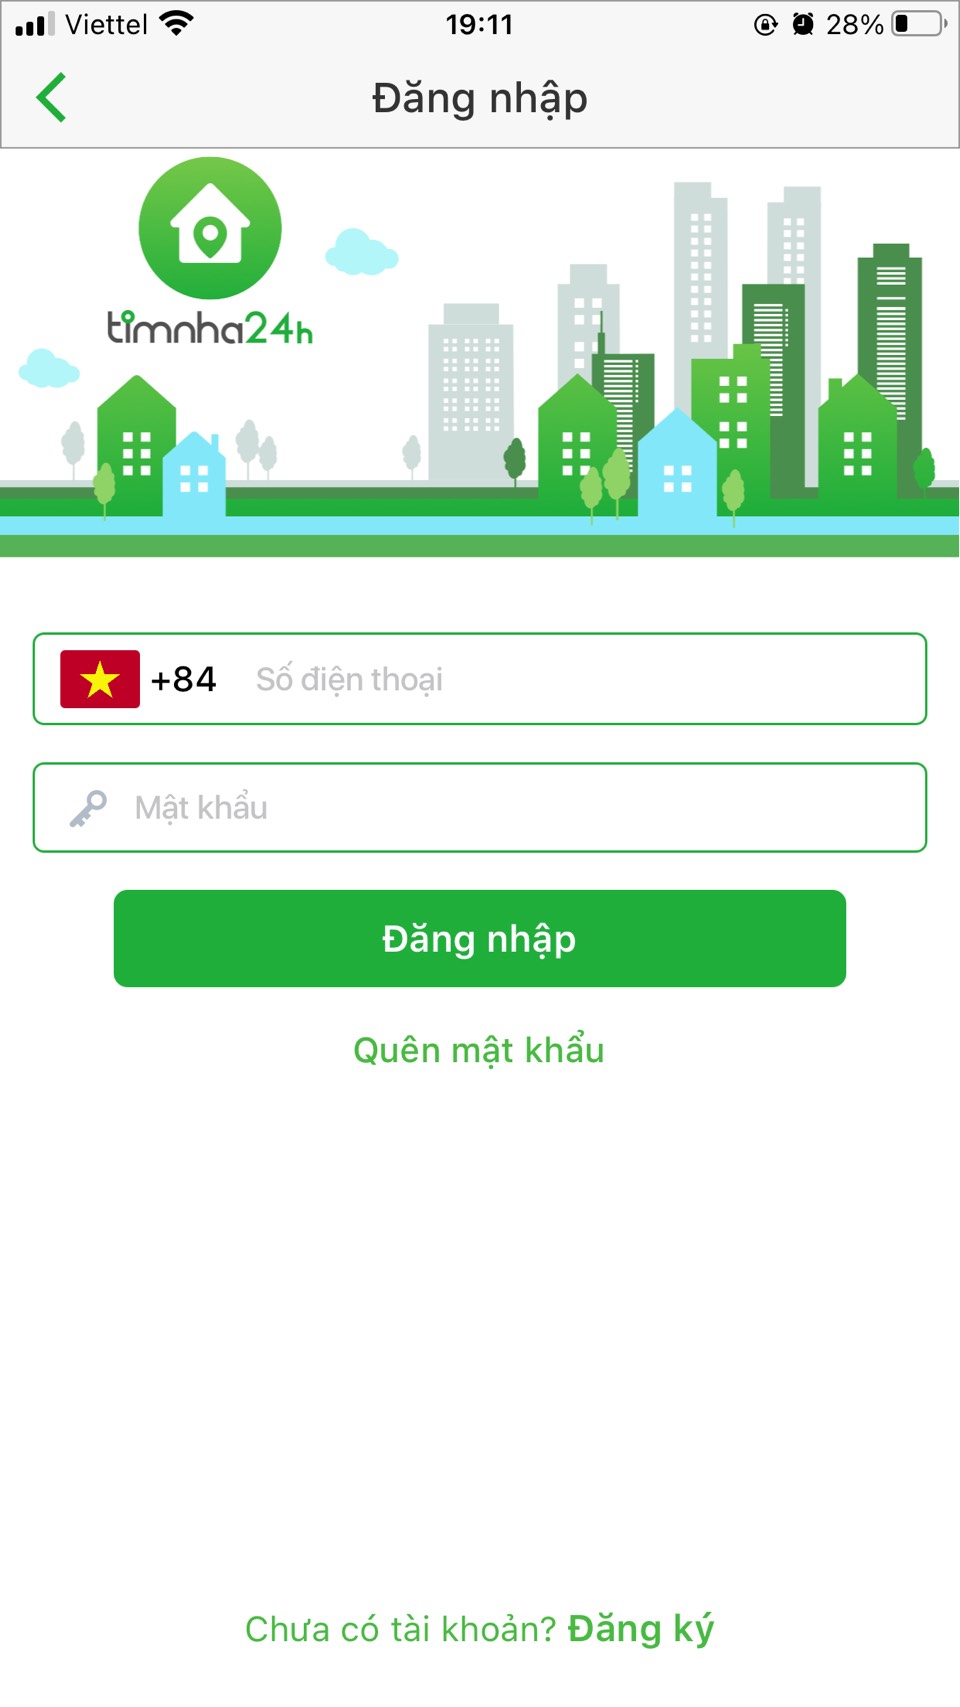 Viettel 19:11 28%
Đăng nhập
timnha24h
+84 Số điện thoại
Mật khẩu
Đăng nhập
Quên mật khẩu
Chưa có tài khoản? Đăng ký